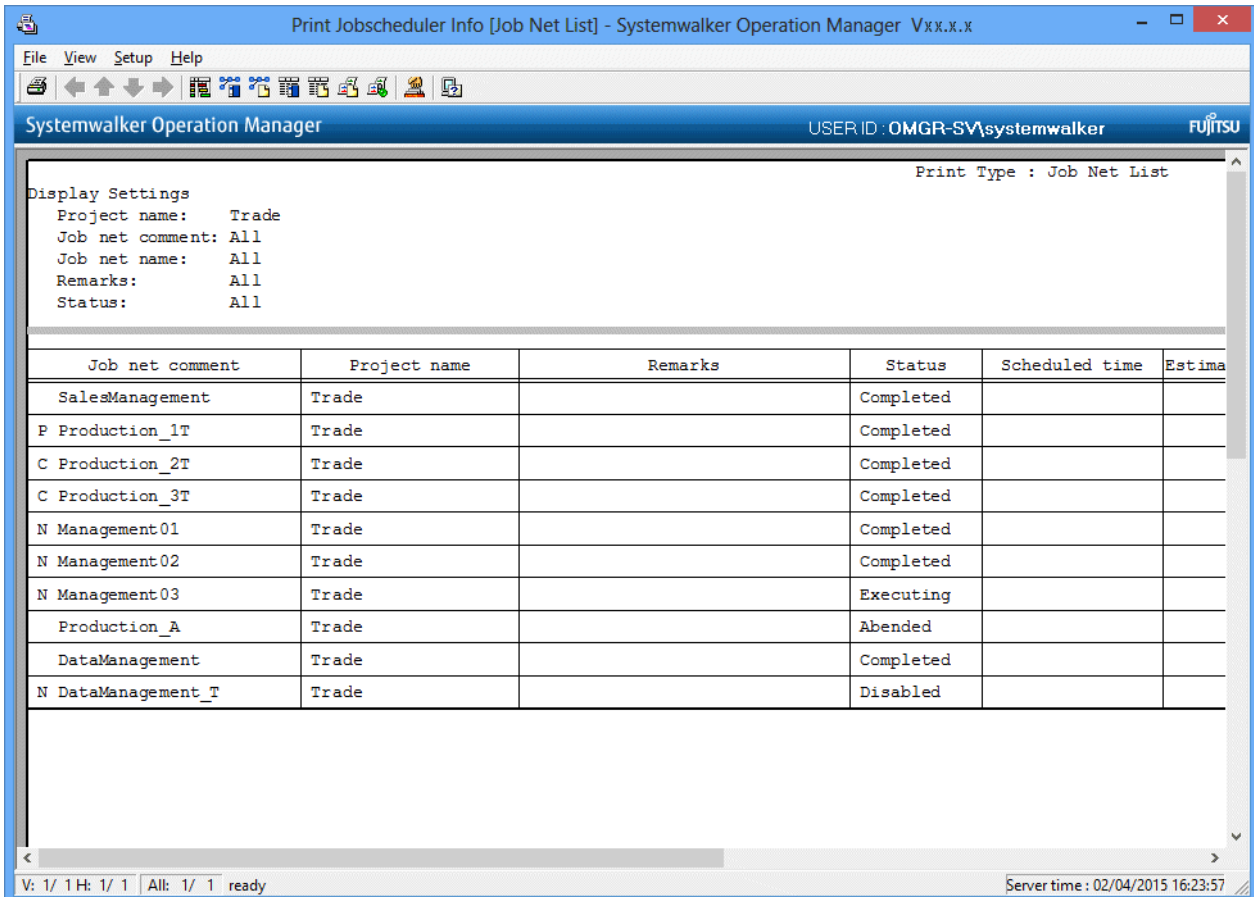 Print Jobscheduler Info [Job Net List] - Systemwalker Operation Manager Vxx.x.x
File View Setup Help
Systemwalker Operation Manager USER ID : OMGR-SV\systemwalker FUJITSU
Print Type : Job Net List
Display Settings
Project name: Trade
Job net comment: All
Job net name: All
Remarks: All
Status: All
Job net comment Project name Remarks Status Scheduled time Estima
SalesManagement Trade Completed
P Production_1T Trade Completed
C Production_2T Trade Completed
C Production_3T Trade Completed
N Management01 Trade Completed
N Management02 Trade Completed
N Management03 Trade Executing
Production_A Trade Abended
DataManagement Trade Completed
N DataManagement_T Trade Disabled
V: 1/ 1 H: 1/ 1 All: 1/ 1 ready Server time : 02/04/2015 16:23:57